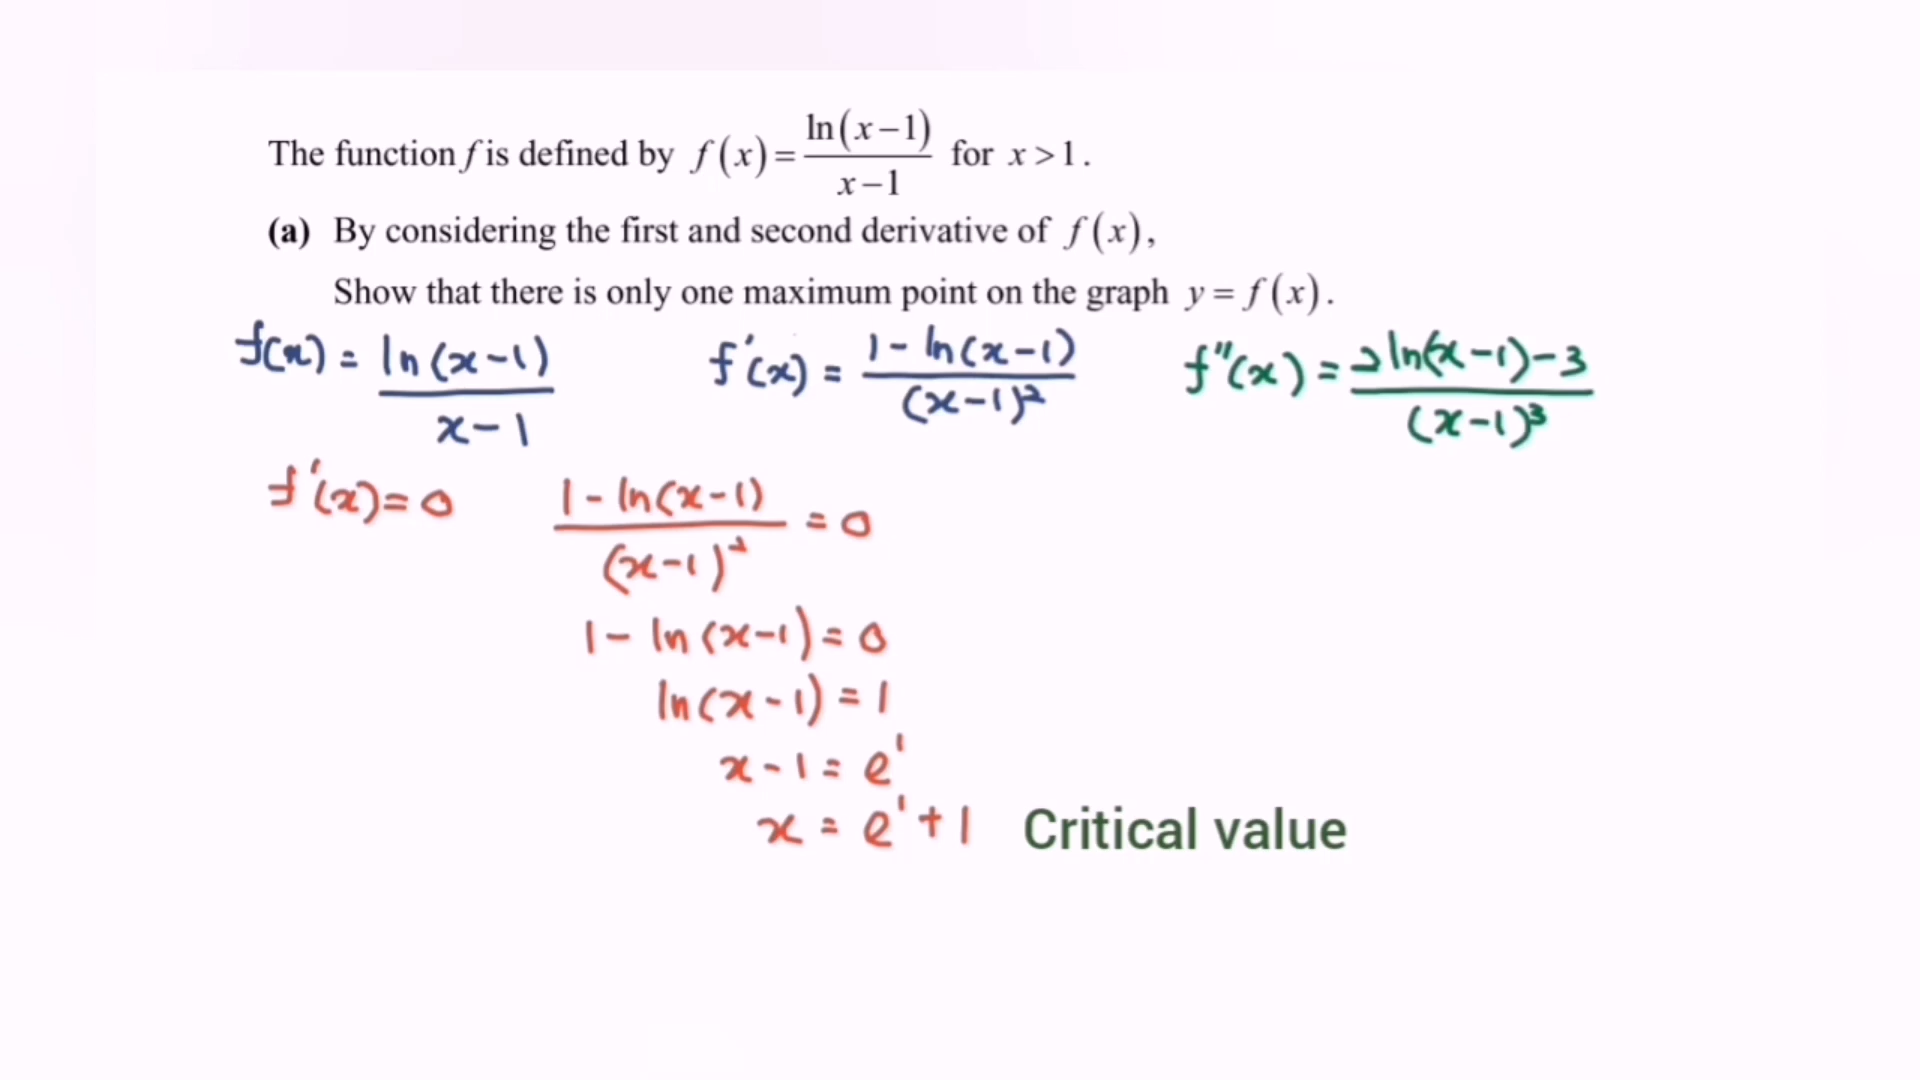 The function f is defined by f(x) = ln(x−1)/(x−1) for x > 1.
(a) By considering the first and second derivative of f(x),
Show that there is only one maximum point on the graph y = f(x).
f(x) = ln(x−1)/(x−1)   f'(x) = (1 − ln(x−1))/(x−1)²   f''(x) = (2 ln(x−1) − 3)/(x−1)³
f'(x) = 0   (1 − ln(x−1))/(x−1)² = 0
1 − ln(x−1) = 0
ln(x−1) = 1
x − 1 = e¹
x = e¹ + 1   Critical value